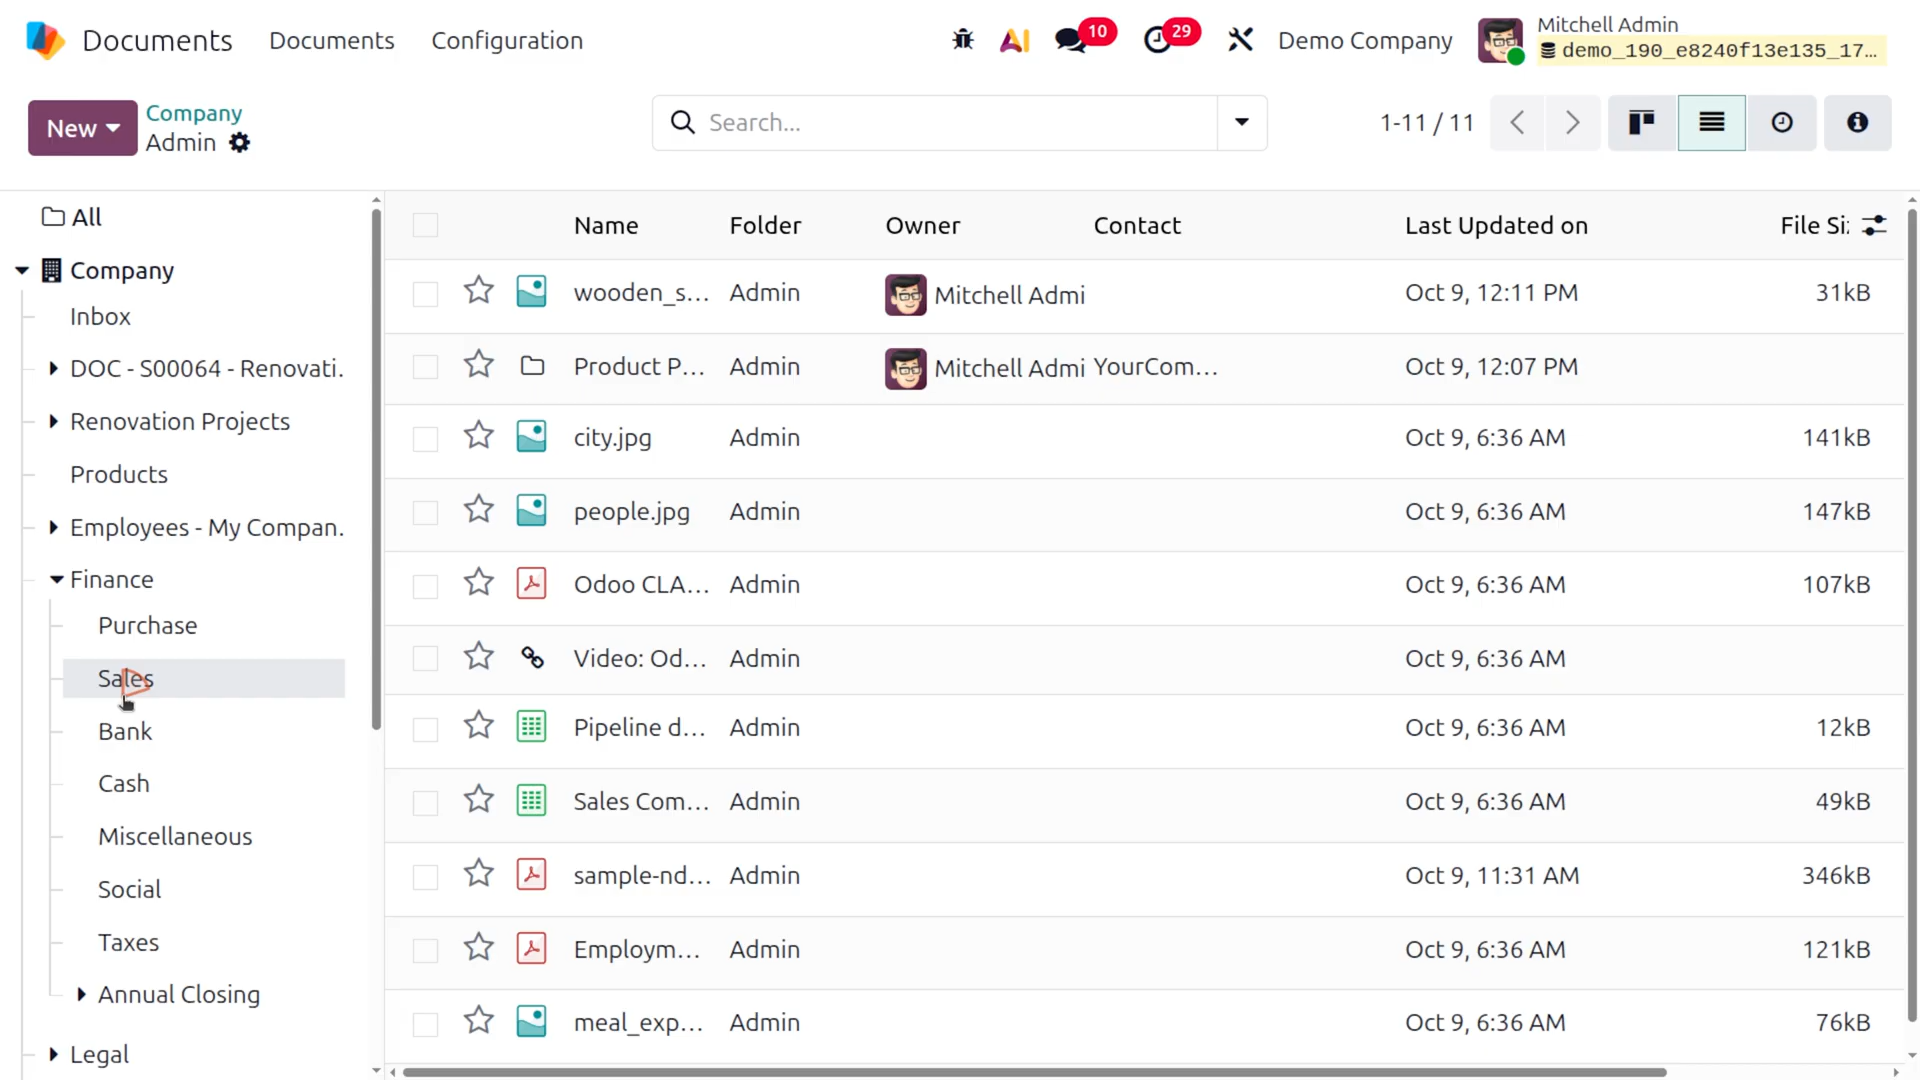 Documents
Documents
Configuration
10
29
Demo Company
Mitchell Admin
demo_190_e8240f13e135_17...
New
Company
Admin
Search...
1-11 / 11
All
Company
Inbox
DOC - S00064 - Renovati.
Renovation Projects
Products
Employees - My Compan.
Finance
Purchase
Sales
Bank
Cash
Miscellaneous
Social
Taxes
Annual Closing
Legal
Name Folder Owner Contact Last Updated on File Si
wooden_s... Admin Mitchell Admi Oct 9, 12:11 PM 31kB
Product P... Admin Mitchell Admi YourCom... Oct 9, 12:07 PM
city.jpg Admin Oct 9, 6:36 AM 141kB
people.jpg Admin Oct 9, 6:36 AM 147kB
Odoo CLA... Admin Oct 9, 6:36 AM 107kB
Video: Od... Admin Oct 9, 6:36 AM
Pipeline d... Admin Oct 9, 6:36 AM 12kB
Sales Com... Admin Oct 9, 6:36 AM 49kB
sample-nd... Admin Oct 9, 11:31 AM 346kB
Employm... Admin Oct 9, 6:36 AM 121kB
meal_exp... Admin Oct 9, 6:36 AM 76kB